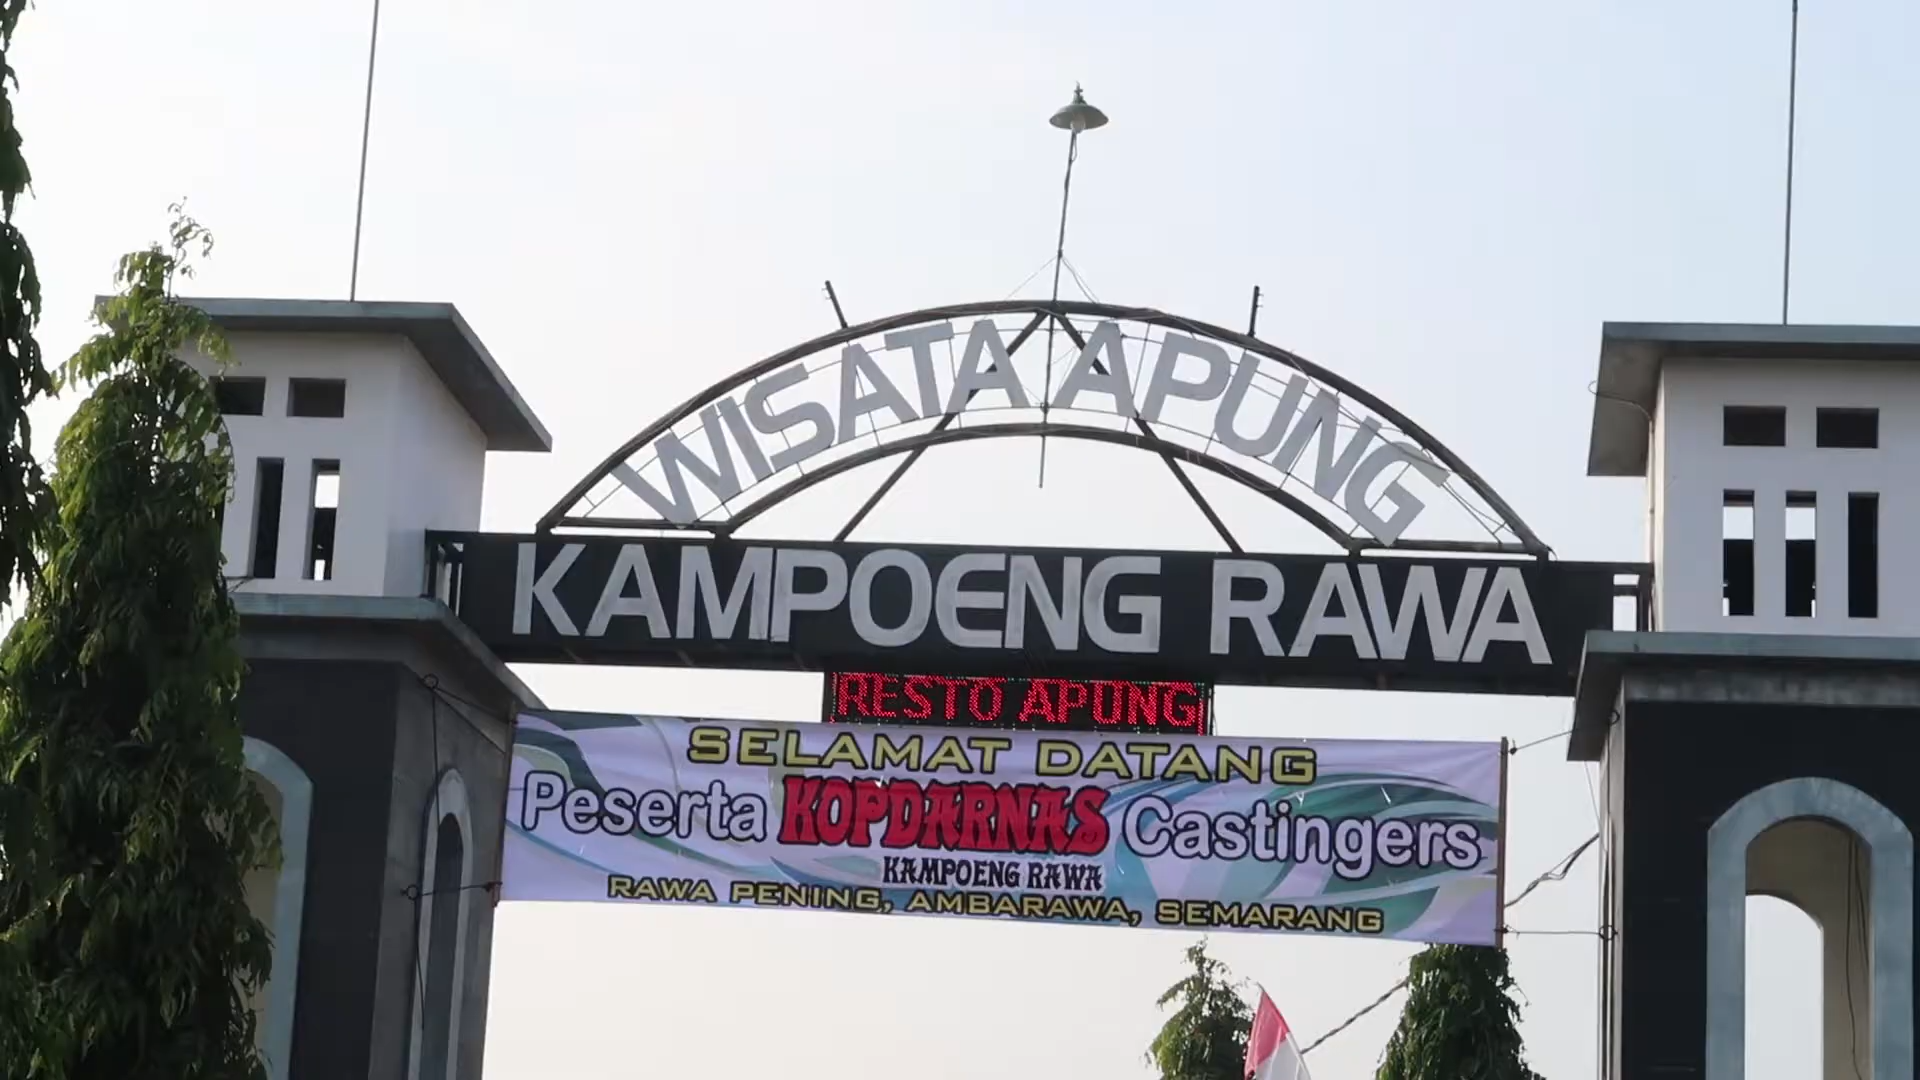 WISATA APUNG
KAMPOENG RAWA
RESTO APUNG
SELAMAT DATANG
Peserta KOPDARNAS Castingers
KAMPOENG RAWA
RAWA PENING, AMBARAWA, SEMARANG